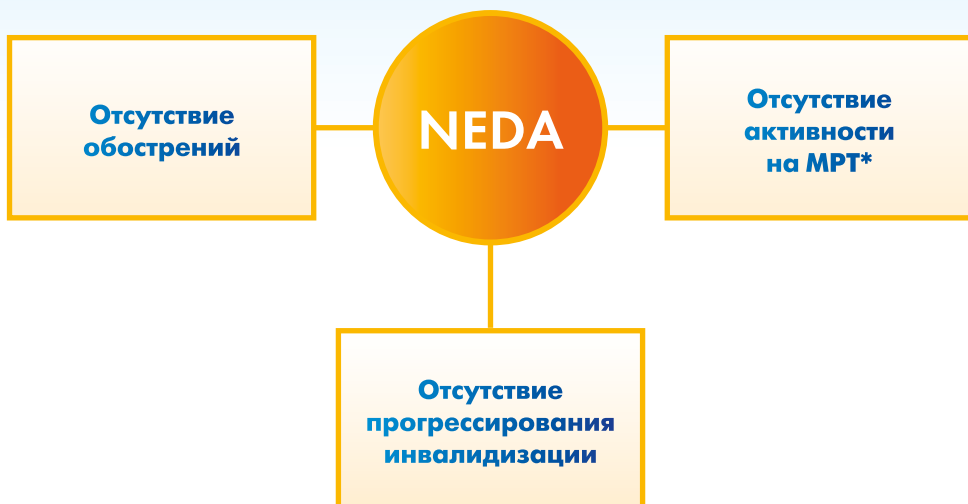 Отсутствие
обострений
NEDA
Отсутствие
активности
на МРТ*
Отсутствие
прогрессирования
инвалидизации